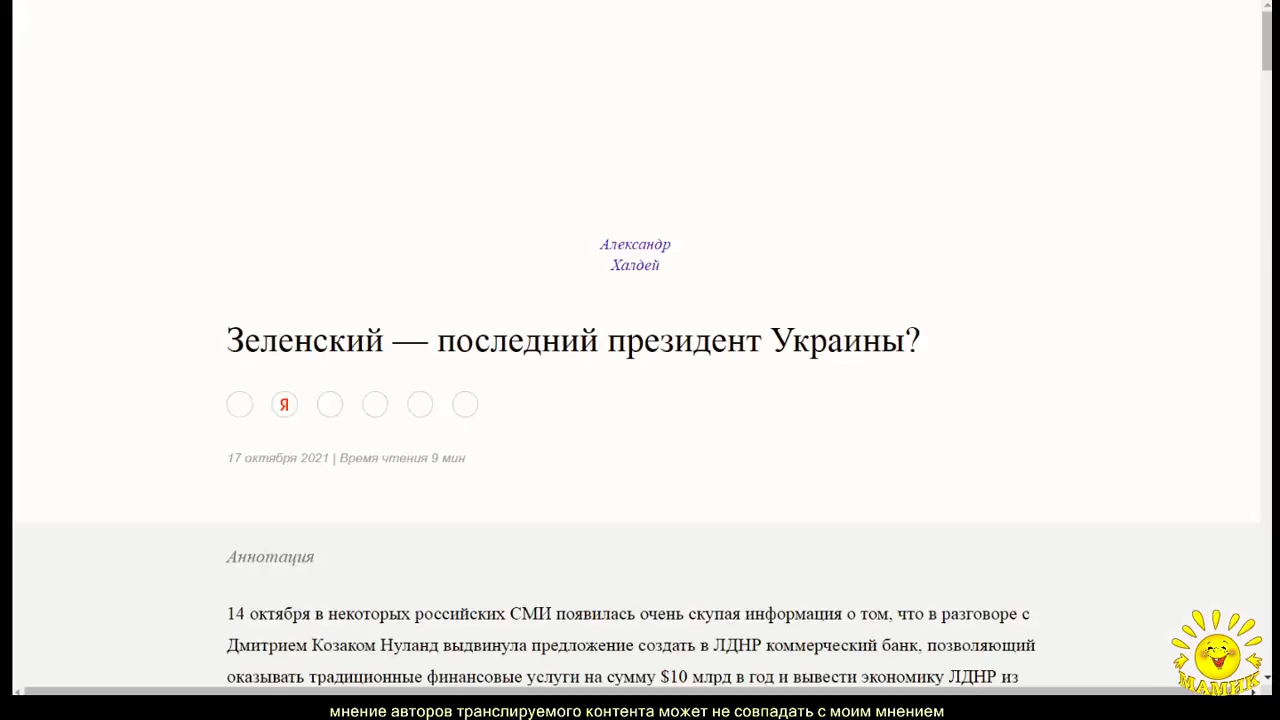 Александр
Халдей
Зеленский — последний президент Украины?
Я
17 октября 2021 | Время чтения 9 мин
Аннотация
14 октября в некоторых российских СМИ появилась очень скупая информация о том, что в разговоре с
Дмитрием Козаком Нуланд выдвинула предложение создать в ЛДНР коммерческий банк, позволяющий
оказывать традиционные финансовые услуги на сумму $10 млрд в год и вывести экономику ЛДНР из
МАМИК
мнение авторов транслируемого контента может не совпадать с моим мнением